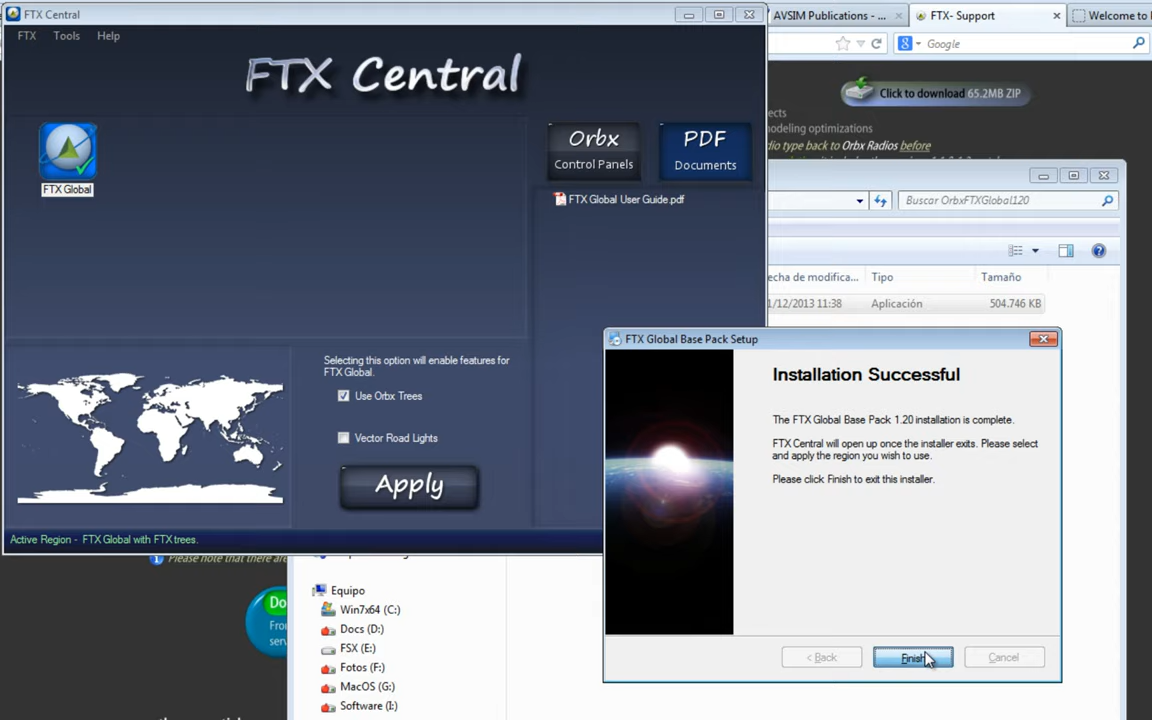 FTX Central
AVSIM Publications - ...
FTX- Support
Welcome to
FTX Tools Help
Google
FTX Central
Click to download 65.2MB ZIP
ects
modeling optimizations
dio type back to Orbx Radios before
Orbx
Control Panels
PDF
Documents
FTX Global
FTX Global User Guide.pdf
Buscar OrbxFTXGlobal120
echa de modifica... Tipo Tamaño
1/12/2013 11:38 Aplicación 504.746 KB
FTX Global Base Pack Setup
Selecting this option will enable features for
FTX Global.
Use Orbx Trees
Vector Road Lights
Apply
Installation Successful
The FTX Global Base Pack 1.20 installation is complete.
FTX Central will open up once the installer exits. Please select
and apply the region you wish to use.
Please click Finish to exit this installer.
Active Region - FTX Global with FTX trees.
Please note that there are
Do
From
serv
Equipo
Win7x64 (C:)
Docs (D:)
FSX (E:)
Fotos (F:)
MacOS (G:)
Software (I:)
< Back Finish Cancel